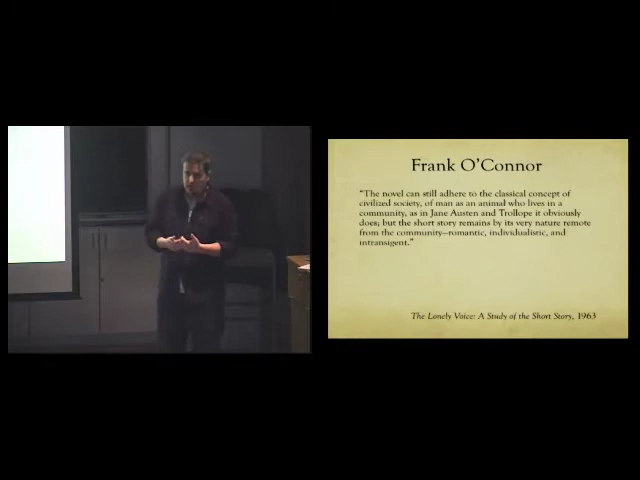 Frank O'Connor
"The novel can still adhere to the classical concept of
civilized society, of man as an animal who lives in a
community, as in Jane Austen and Trollope it obviously
does; but the short story remains by its very nature remote
from the community—romantic, individualistic, and
intransigent."
The Lonely Voice: A Study of the Short Story, 1963